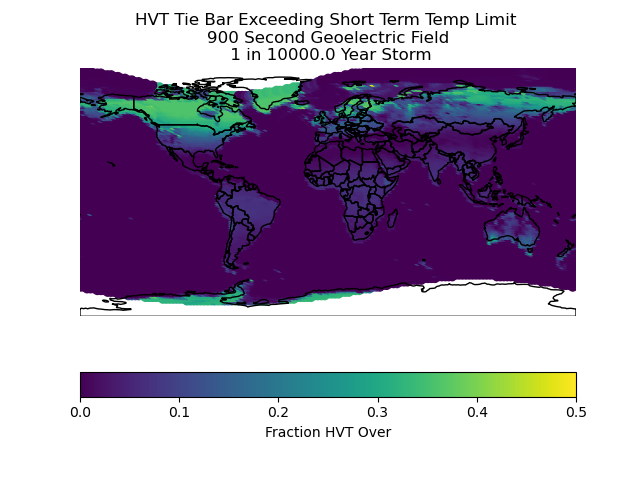 HVT Tie Bar Exceeding Short Term Temp Limit
900 Second Geoelectric Field
1 in 10000.0 Year Storm
0.0 0.1 0.2 0.3 0.4 0.5
Fraction HVT Over